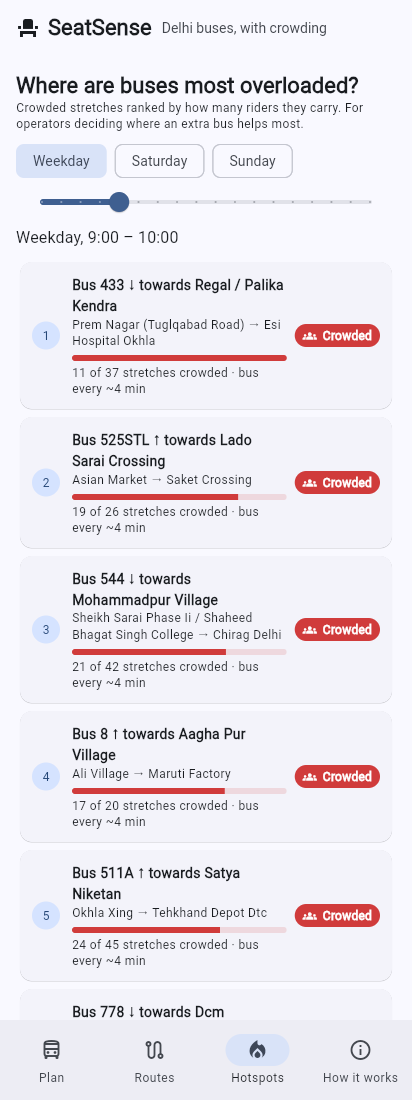 SeatSense Delhi buses, with crowding
Where are buses most overloaded?
Crowded stretches ranked by how many riders they carry. For
operators deciding where an extra bus helps most.
Weekday Saturday Sunday
Weekday, 9:00 – 10:00
Bus 433 ↓ towards Regal / Palika
Kendra
1
Prem Nagar (Tuglqabad Road) → Esi
Hospital Okhla
Crowded
11 of 37 stretches crowded · bus
every ~4 min
Bus 525STL ↑ towards Lado
Sarai Crossing
2
Asian Market → Saket Crossing
Crowded
19 of 26 stretches crowded · bus
every ~4 min
Bus 544 ↓ towards
Mohammadpur Village
3
Sheikh Sarai Phase Ii / Shaheed
Bhagat Singh College → Chirag Delhi
Crowded
21 of 42 stretches crowded · bus
every ~4 min
Bus 8 ↑ towards Aagha Pur
Village
4
Ali Village → Maruti Factory
Crowded
17 of 20 stretches crowded · bus
every ~4 min
Bus 511A ↑ towards Satya
Niketan
5
Okhla Xing → Tehkhand Depot Dtc
Crowded
24 of 45 stretches crowded · bus
every ~4 min
Bus 778 ↓ towards Dcm
Plan Routes Hotspots How it works